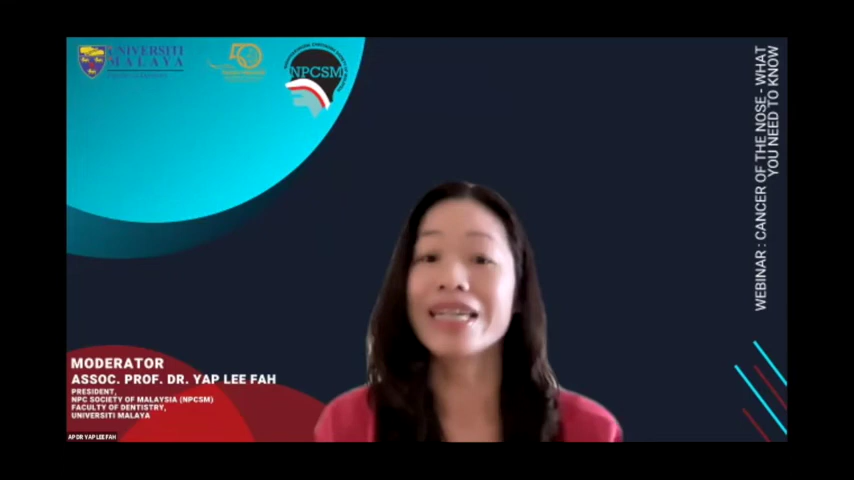 UNIVERSITI
MALAYA
50
NPCSM
WEBINAR : CANCER OF THE NOSE - WHAT
YOU NEED TO KNOW
MODERATOR
ASSOC. PROF. DR. YAP LEE FAH
PRESIDENT,
NPC SOCIETY OF MALAYSIA (NPCSM)
FACULTY OF DENTISTRY,
UNIVERSITI MALAYA
AP DR YAP LEE FAH